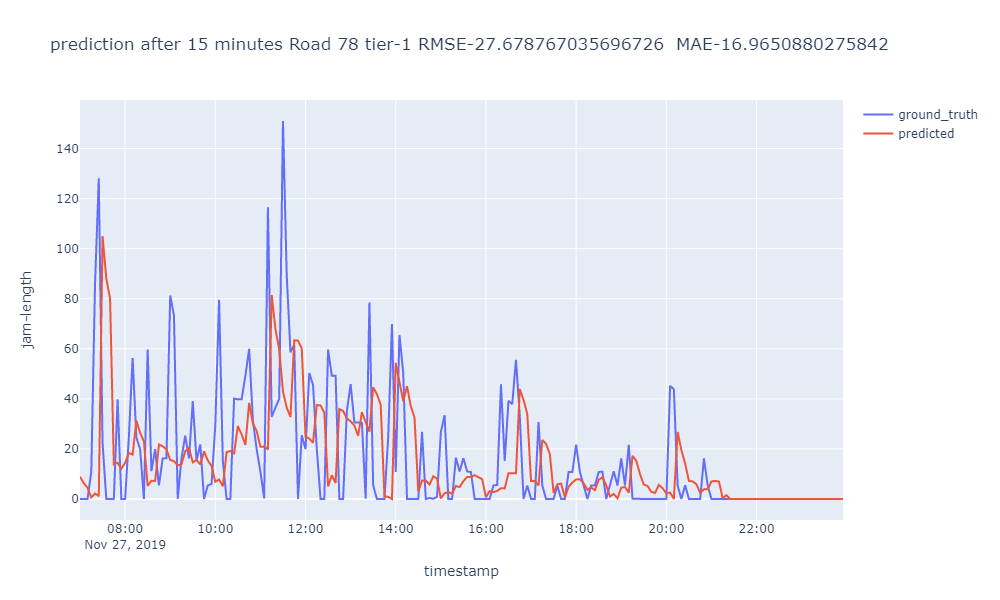 prediction after 15 minutes Road 78 tier-1 RMSE-27.678767035696726  MAE-16.9650880275842
ground_truth
predicted
jam-length
140
120
100
80
60
40
20
0
08:00 10:00 12:00 14:00 16:00 18:00 20:00 22:00
Nov 27, 2019
timestamp